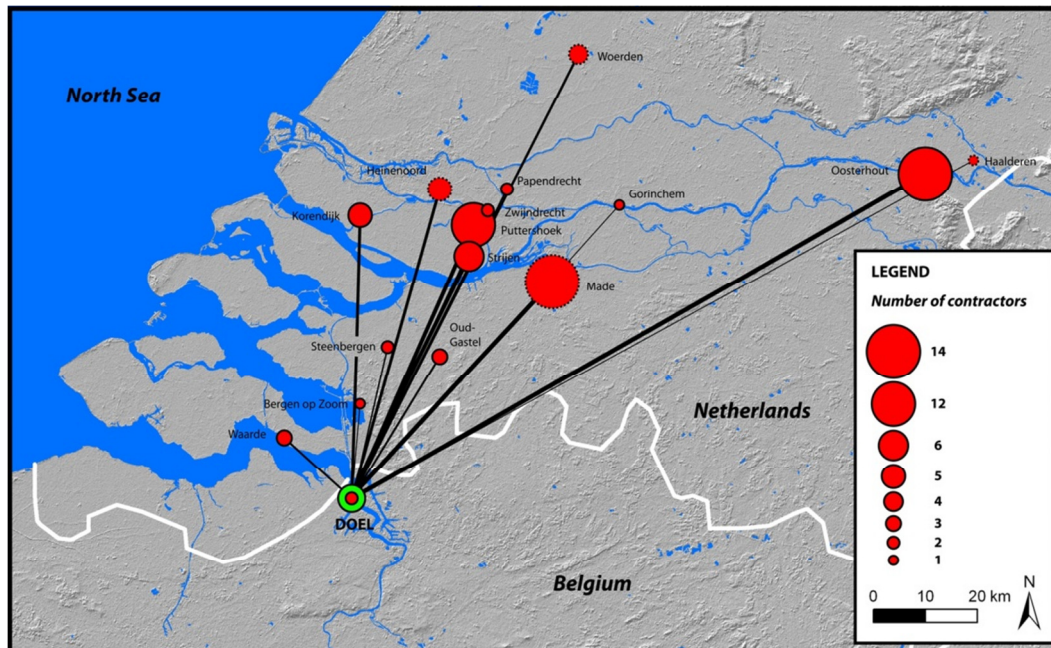 Woerden
North Sea
Heinenoord
Papendrecht
Oosterhout
Haalderen
Gorinchem
Korendijk
Zwijndrecht
Puttershoek
Strijen
Made
Oud-
Gastel
Steenbergen
Bergen op Zoom
Netherlands
Waarde
DOEL
Belgium
LEGEND
Number of contractors
14
12
6
5
4
3
2
1
N
0 10 20 km